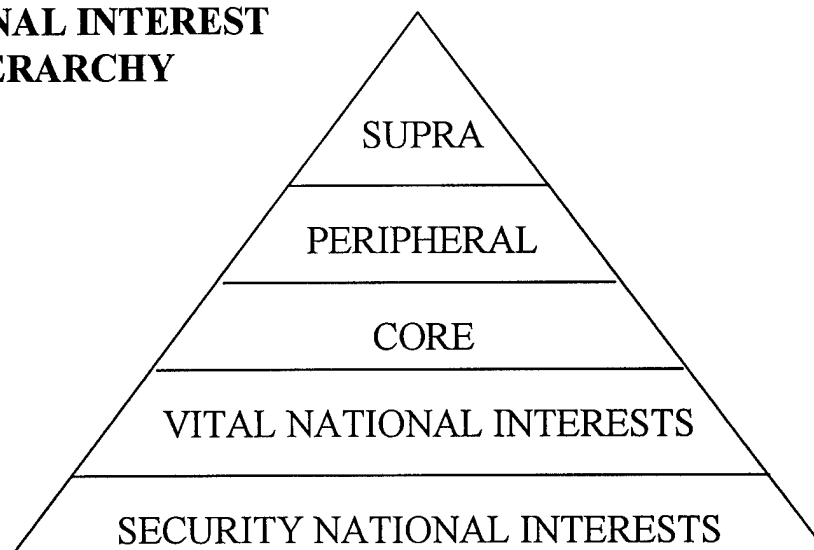 NAL INTEREST
ERARCHY
SUPRA
PERIPHERAL
CORE
VITAL NATIONAL INTERESTS
SECURITY NATIONAL INTERESTS